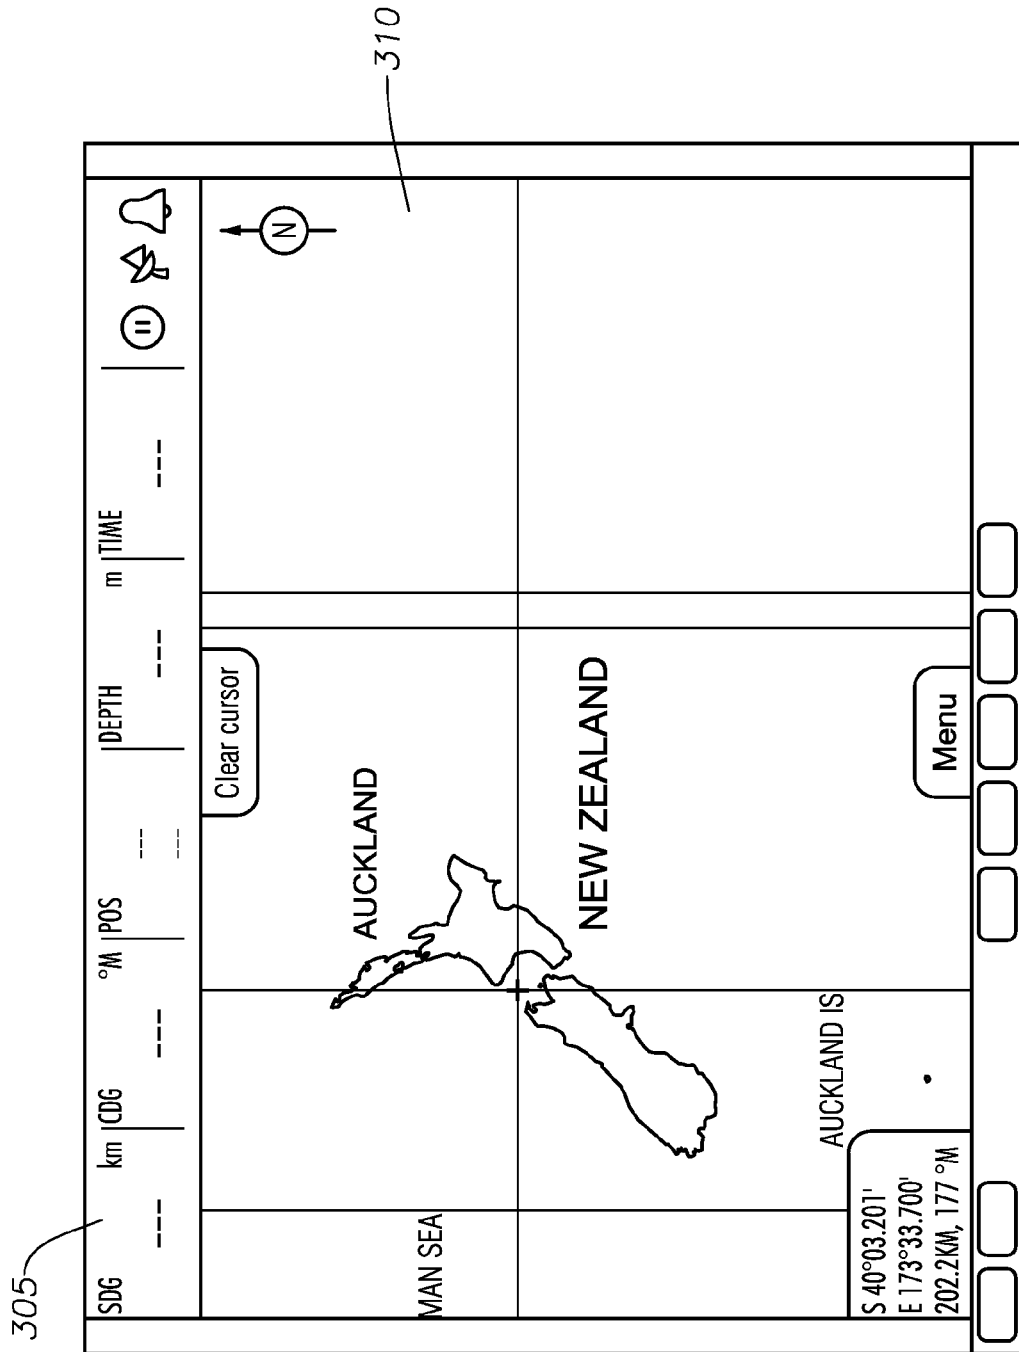 305
310
SDG
---
km
CDG
---
°M
POS
---
---
DEPTH
---
m
TIME
---
N
Clear cursor
AUCKLAND
NEW ZEALAND
MAN SEA
AUCKLAND IS
S 40°03.201'
E 173°33.700'
202.2KM, 177 °M
Menu